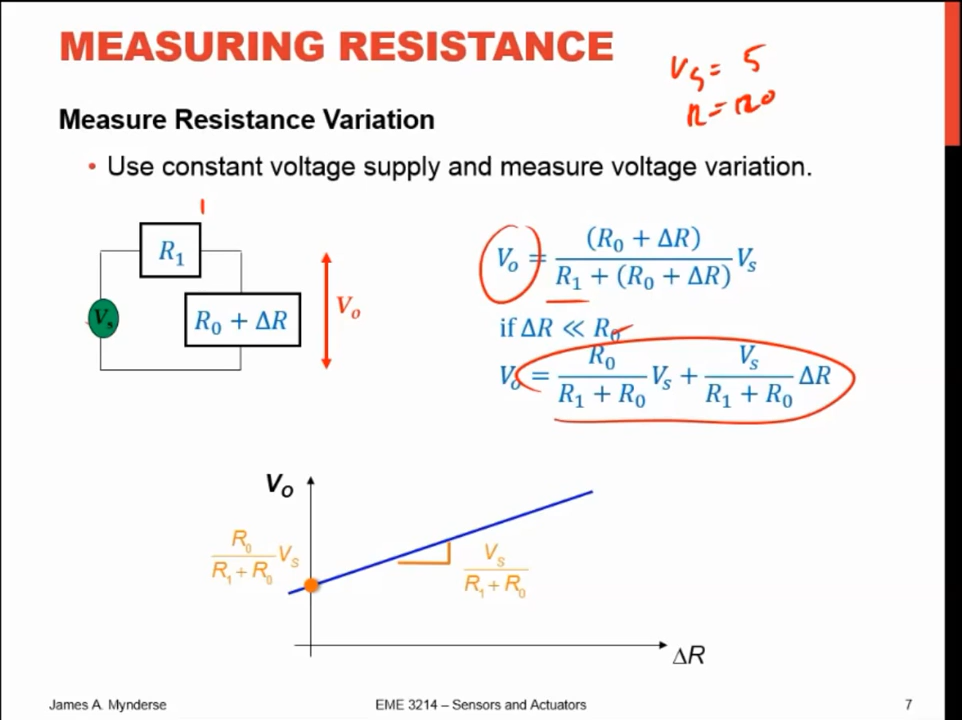 MEASURING RESISTANCE
V_S = 5
R = R0
Measure Resistance Variation
• Use constant voltage supply and measure voltage variation.
R₁
Vₛ
R₀ + ΔR
Vₒ
Vₒ = (R₀ + ΔR) / (R₁ + (R₀ + ΔR)) Vₛ
if ΔR ≪ R₀
Vₒ = R₀ / (R₁ + R₀) Vₛ + Vₛ / (R₁ + R₀) ΔR
V_O
R₀ / (R₁ + R₀) Vₛ
Vₛ / (R₁ + R₀)
ΔR
James A. Mynderse
EME 3214 – Sensors and Actuators
7